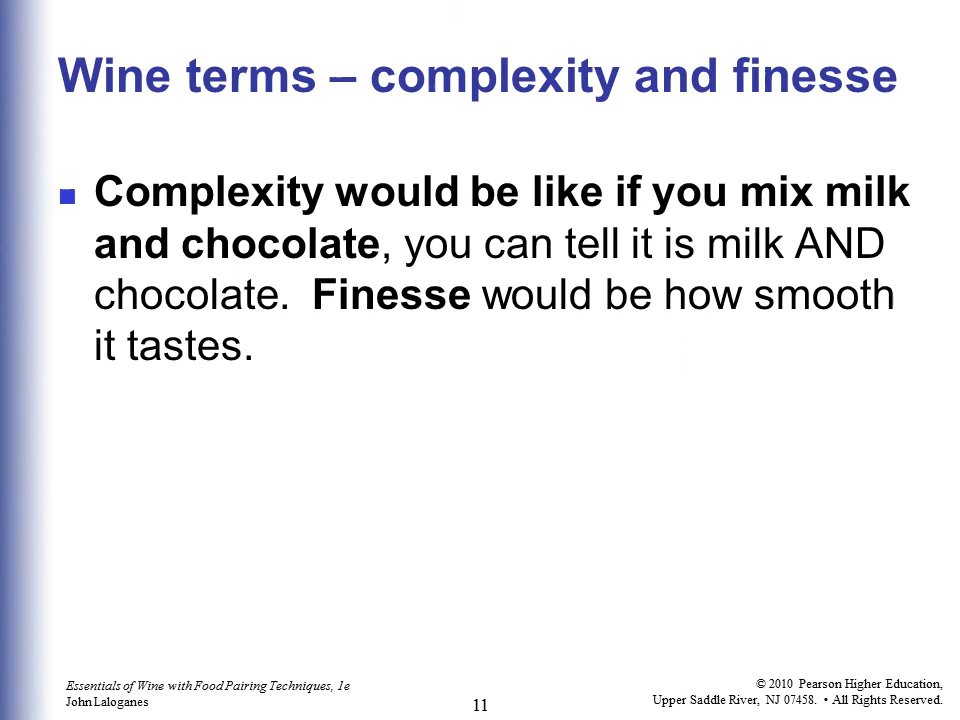 Wine terms – complexity and finesse
Complexity would be like if you mix milk
and chocolate, you can tell it is milk AND
chocolate.  Finesse would be how smooth
it tastes.
Essentials of Wine with Food Pairing Techniques, 1e
John Laloganes
11
© 2010 Pearson Higher Education,
Upper Saddle River, NJ 07458. • All Rights Reserved.